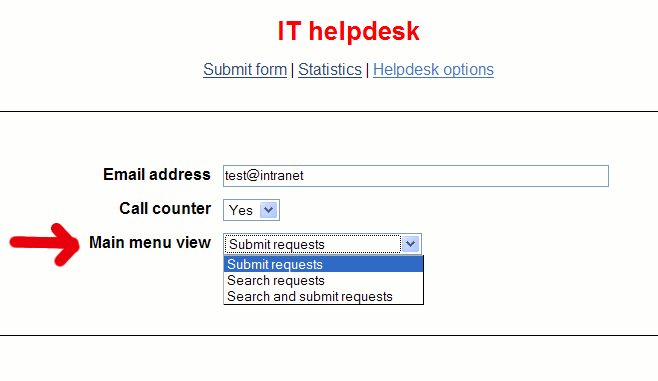 IT helpdesk
Submit form | Statistics | Helpdesk options
Email address test@intranet
Call counter Yes
Main menu view Submit requests
Submit requests
Search requests
Search and submit requests